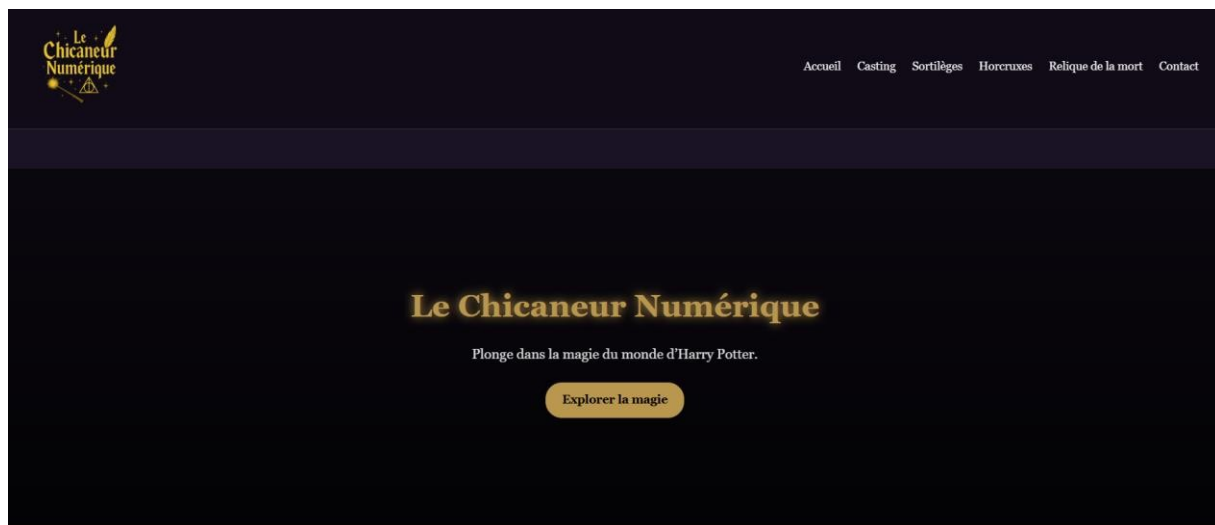 Le
Chicaneur
Numérique
Accueil Casting Sortilèges Horcruxes Relique de la mort Contact
Le Chicaneur Numérique
Plonge dans la magie du monde d’Harry Potter.
Explorer la magie